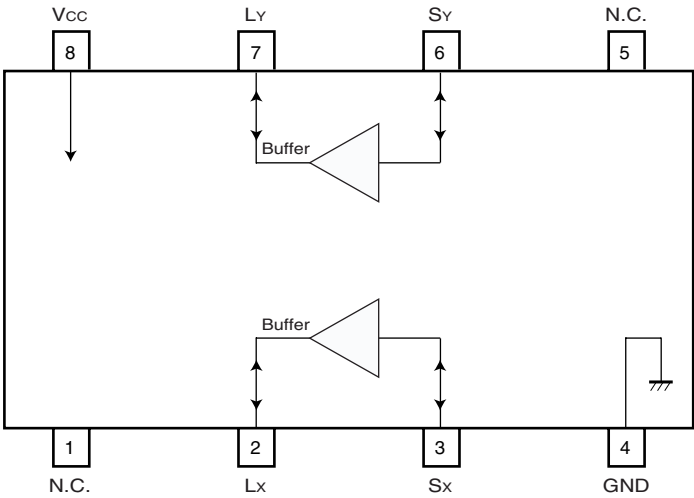 VCC LY SY N.C.
8 7 6 5
Buffer
Buffer
1 2 3 4
N.C. LX SX GND